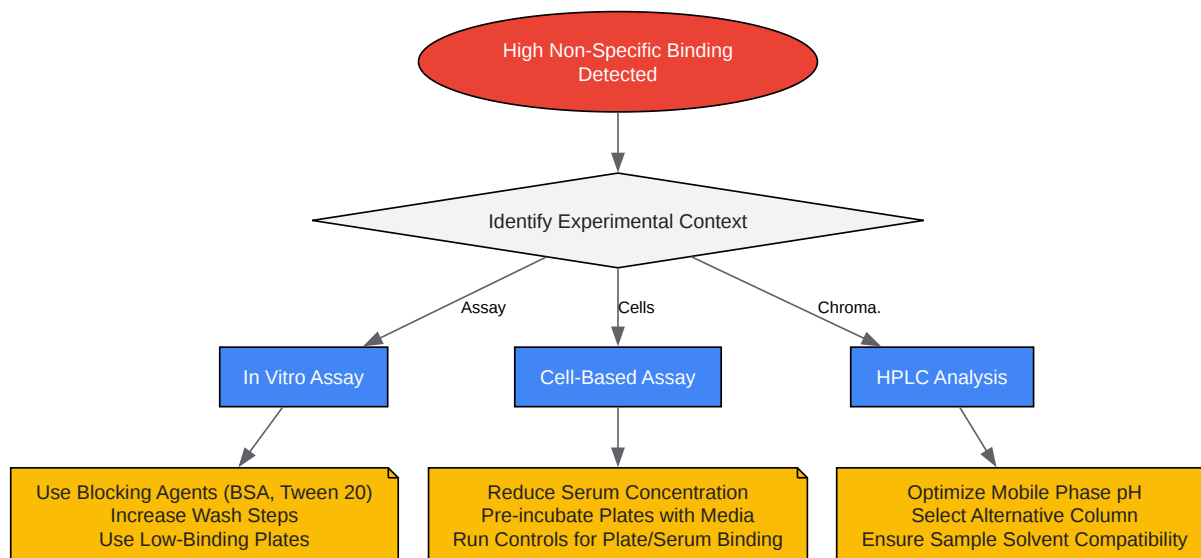 High Non-Specific Binding
Detected
Identify Experimental Context
Assay
Cells
Chroma.
In Vitro Assay
Cell-Based Assay
HPLC Analysis
Use Blocking Agents (BSA, Tween 20)
Increase Wash Steps
Use Low-Binding Plates
Reduce Serum Concentration
Pre-incubate Plates with Media
Run Controls for Plate/Serum Binding
Optimize Mobile Phase pH
Select Alternative Column
Ensure Sample Solvent Compatibility